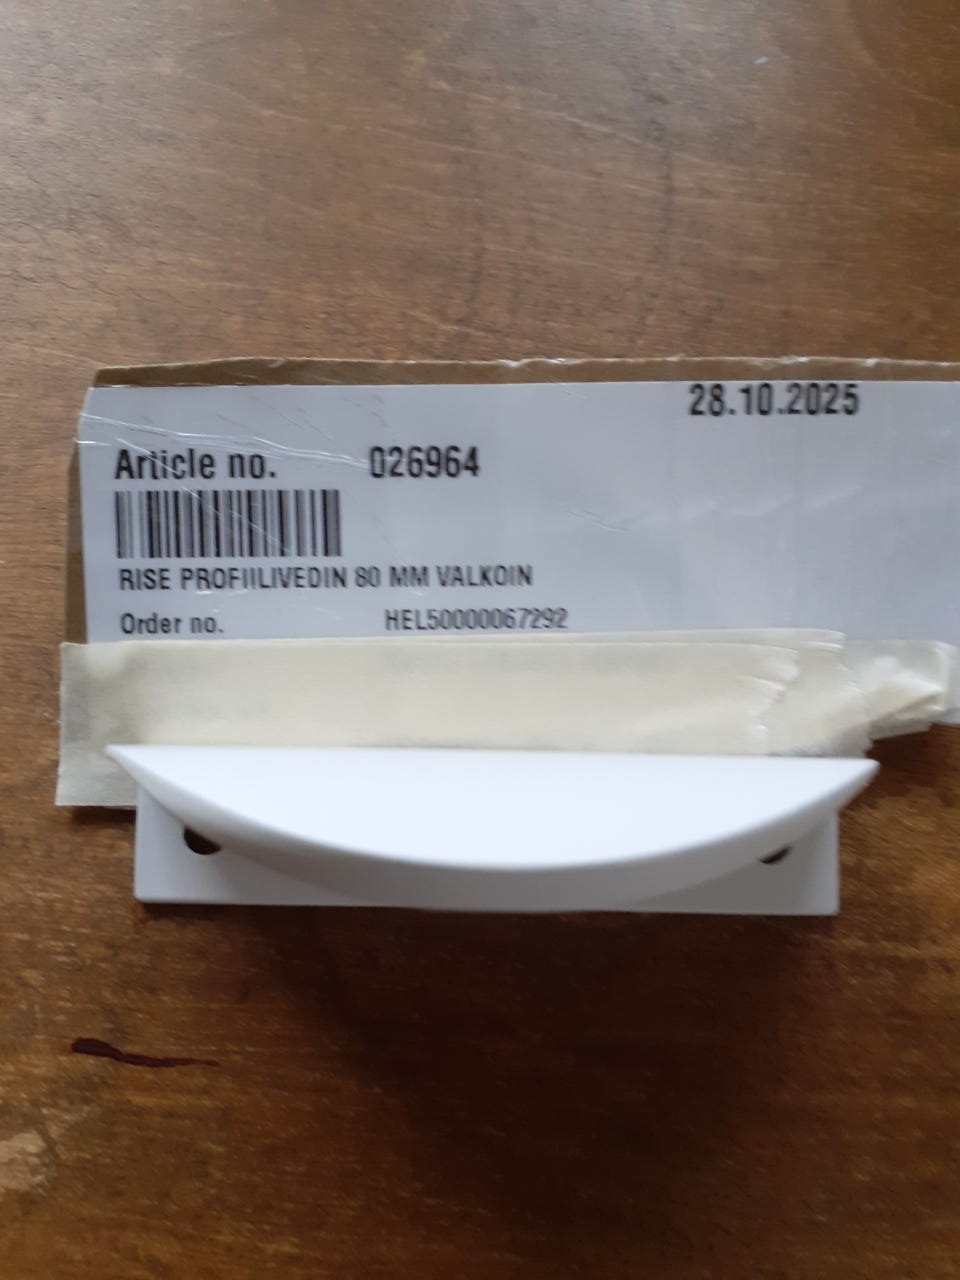 28.10.2025
Article no. 026964
RISE PROFIILIVEDIN 80 MM VALKOIN
Order no. HEL50000067292